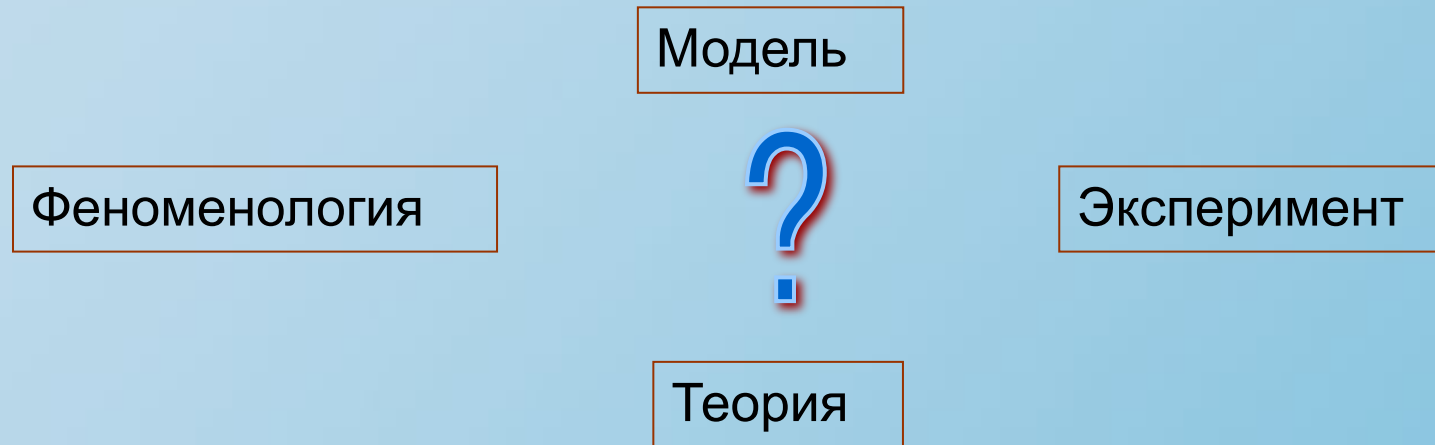 Модель
Феноменология
?
Эксперимент
Теория